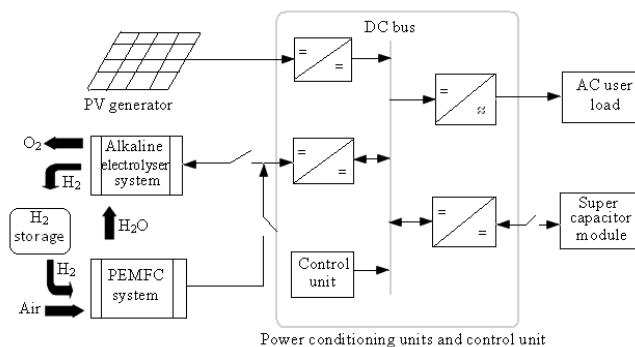 DC bus
=
=
PV generator
=
≈
AC user
load
O2
Alkaline
electrolyser
system
H2
=
=
H2
storage
H2O
=
=
Super
capacitor
module
H2
PEMFC
system
Control
unit
Air
Power conditioning units and control unit